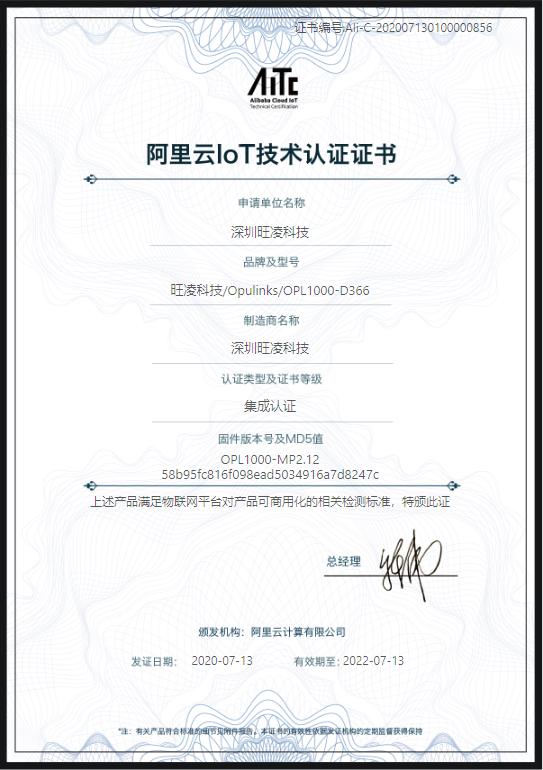 证书编号:Ali-C-202007130100000856
AiTC
Alibaba Cloud IoT
Technical Certification
阿里云IoT技术认证证书
申请单位名称
深圳旺凌科技
品牌及型号
旺凌科技/Opulinks/OPL1000-D366
制造商名称
深圳旺凌科技
认证类型及证书等级
集成认证
固件版本号及MD5值
OPL1000-MP2.12
58b95fc816f098ead5034916a7d8247c
上述产品满足物联网平台对产品可商用化的相关检测标准，特颁此证
总经理
颁发机构：阿里云计算有限公司
发证日期： 2020-07-13 有效期至：2022-07-13
*注：有关产品符合标准的细节见附件报告，本证书的有效性依据发证机构的定期监督获得保持